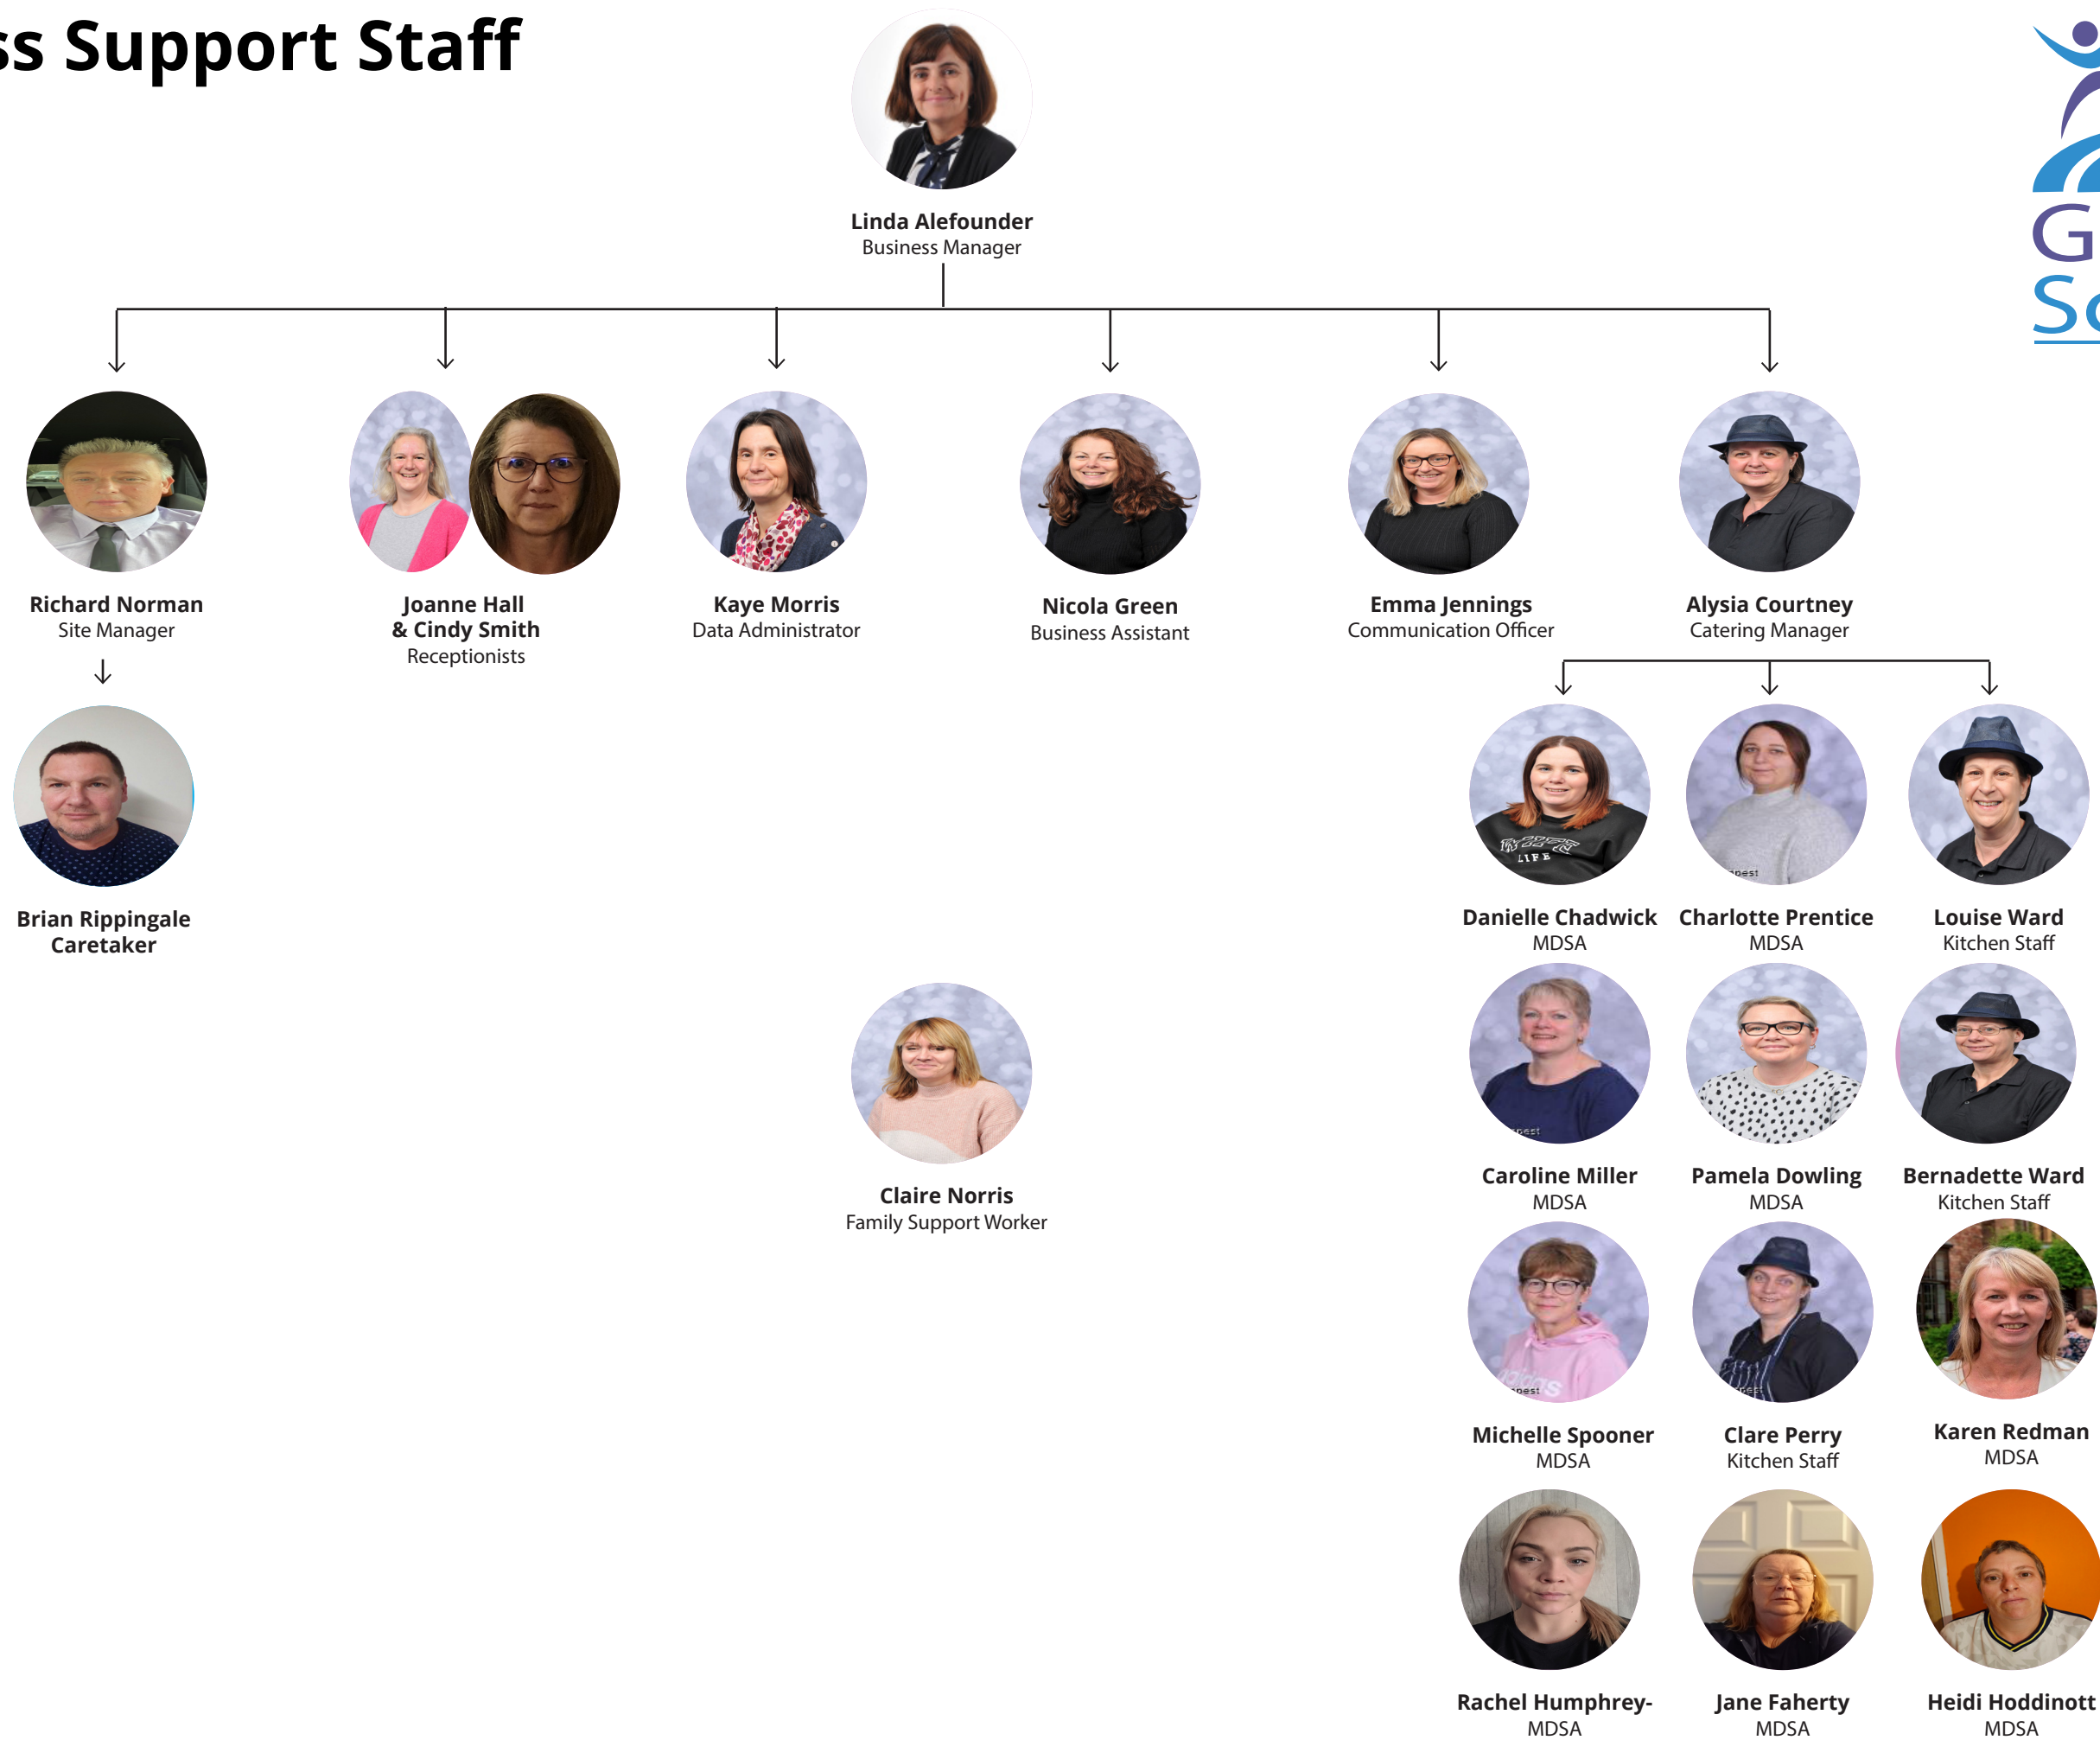 Support Staff
Linda Alefounder
Business Manager
Richard Norman
Site Manager
Joanne Hall
& Cindy Smith
Receptionists
Kaye Morris
Data Administrator
Nicola Green
Business Assistant
Emma Jennings
Communication Officer
Alysia Courtney
Catering Manager
Brian Rippingale
Caretaker
LIFE
Danielle Chadwick
MDSA
Charlotte Prentice
MDSA
Louise Ward
Kitchen Staff
Claire Norris
Family Support Worker
Caroline Miller
MDSA
Pamela Dowling
MDSA
Bernadette Ward
Kitchen Staff
Michelle Spooner
MDSA
Clare Perry
Kitchen Staff
Karen Redman
MDSA
Rachel Humphrey-
MDSA
Jane Faherty
MDSA
Heidi Hoddinott
MDSA